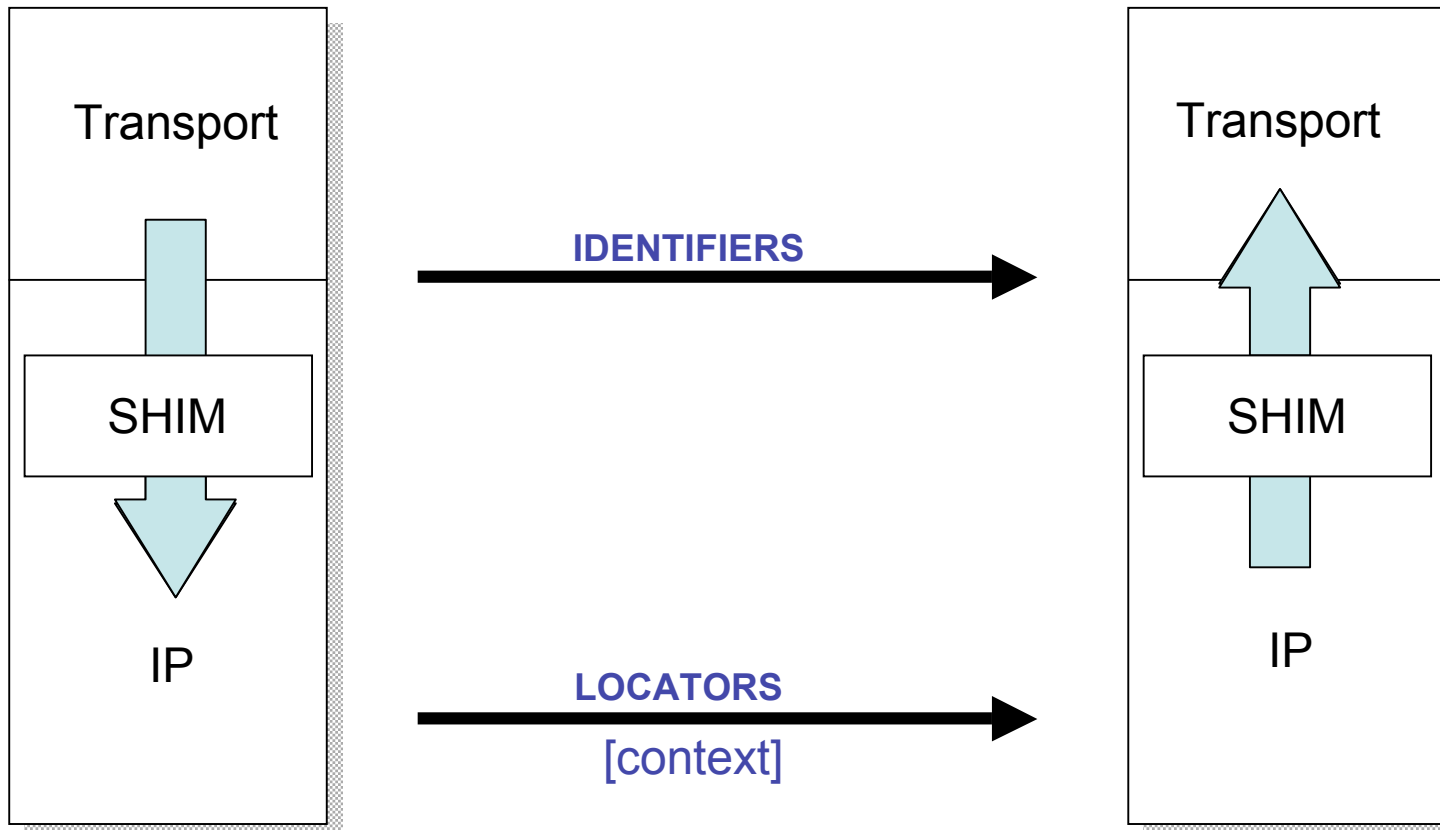 Transport
Transport
IDENTIFIERS
SHIM
SHIM
IP
IP
LOCATORS
[context]